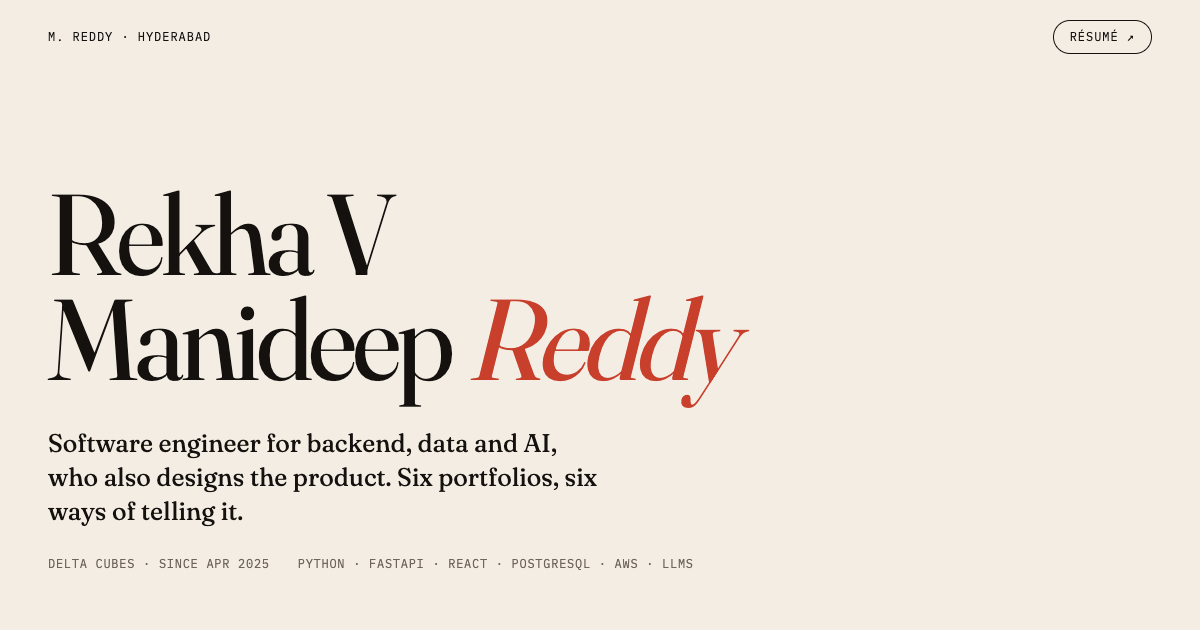 M. REDDY · HYDERABAD
RÉSUMÉ ↗
Rekha V
Manideep Reddy
Software engineer for backend, data and AI,
who also designs the product. Six portfolios, six
ways of telling it.
DELTA CUBES · SINCE APR 2025 PYTHON · FASTAPI · REACT · POSTGRESQL · AWS · LLMS